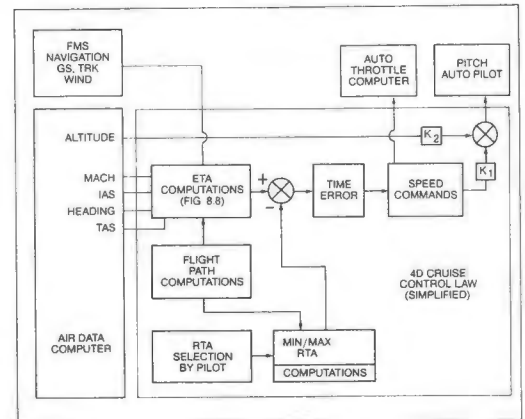 FMS
NAVIGATION
GS, TRK
WIND
AUTO
THROTTLE
COMPUTER
PITCH
AUTO PILOT
ALTITUDE
K2
MACH
IAS
HEADING
TAS
ETA
COMPUTATIONS
(FIG 8.8)
+
−
TIME
ERROR
SPEED
COMMANDS
K1
FLIGHT
PATH
COMPUTATIONS
4D CRUISE
CONTROL LAW
(SIMPLIFIED)
AIR DATA
COMPUTER
RTA
SELECTION
BY PILOT
MIN/MAX
RTA
COMPUTATIONS